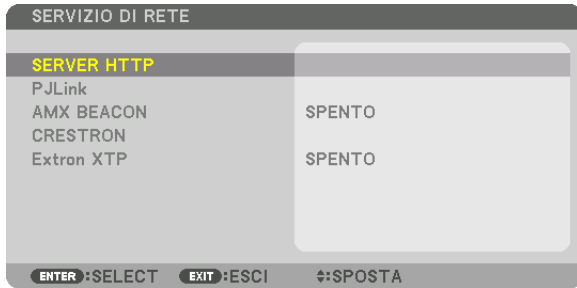 SERVIZIO DI RETE
SERVER HTTP
PJLink
AMX BEACON SPENTO
CRESTRON
Extron XTP SPENTO
ENTER :SELECT EXIT :ESCI ⬍:SPOSTA